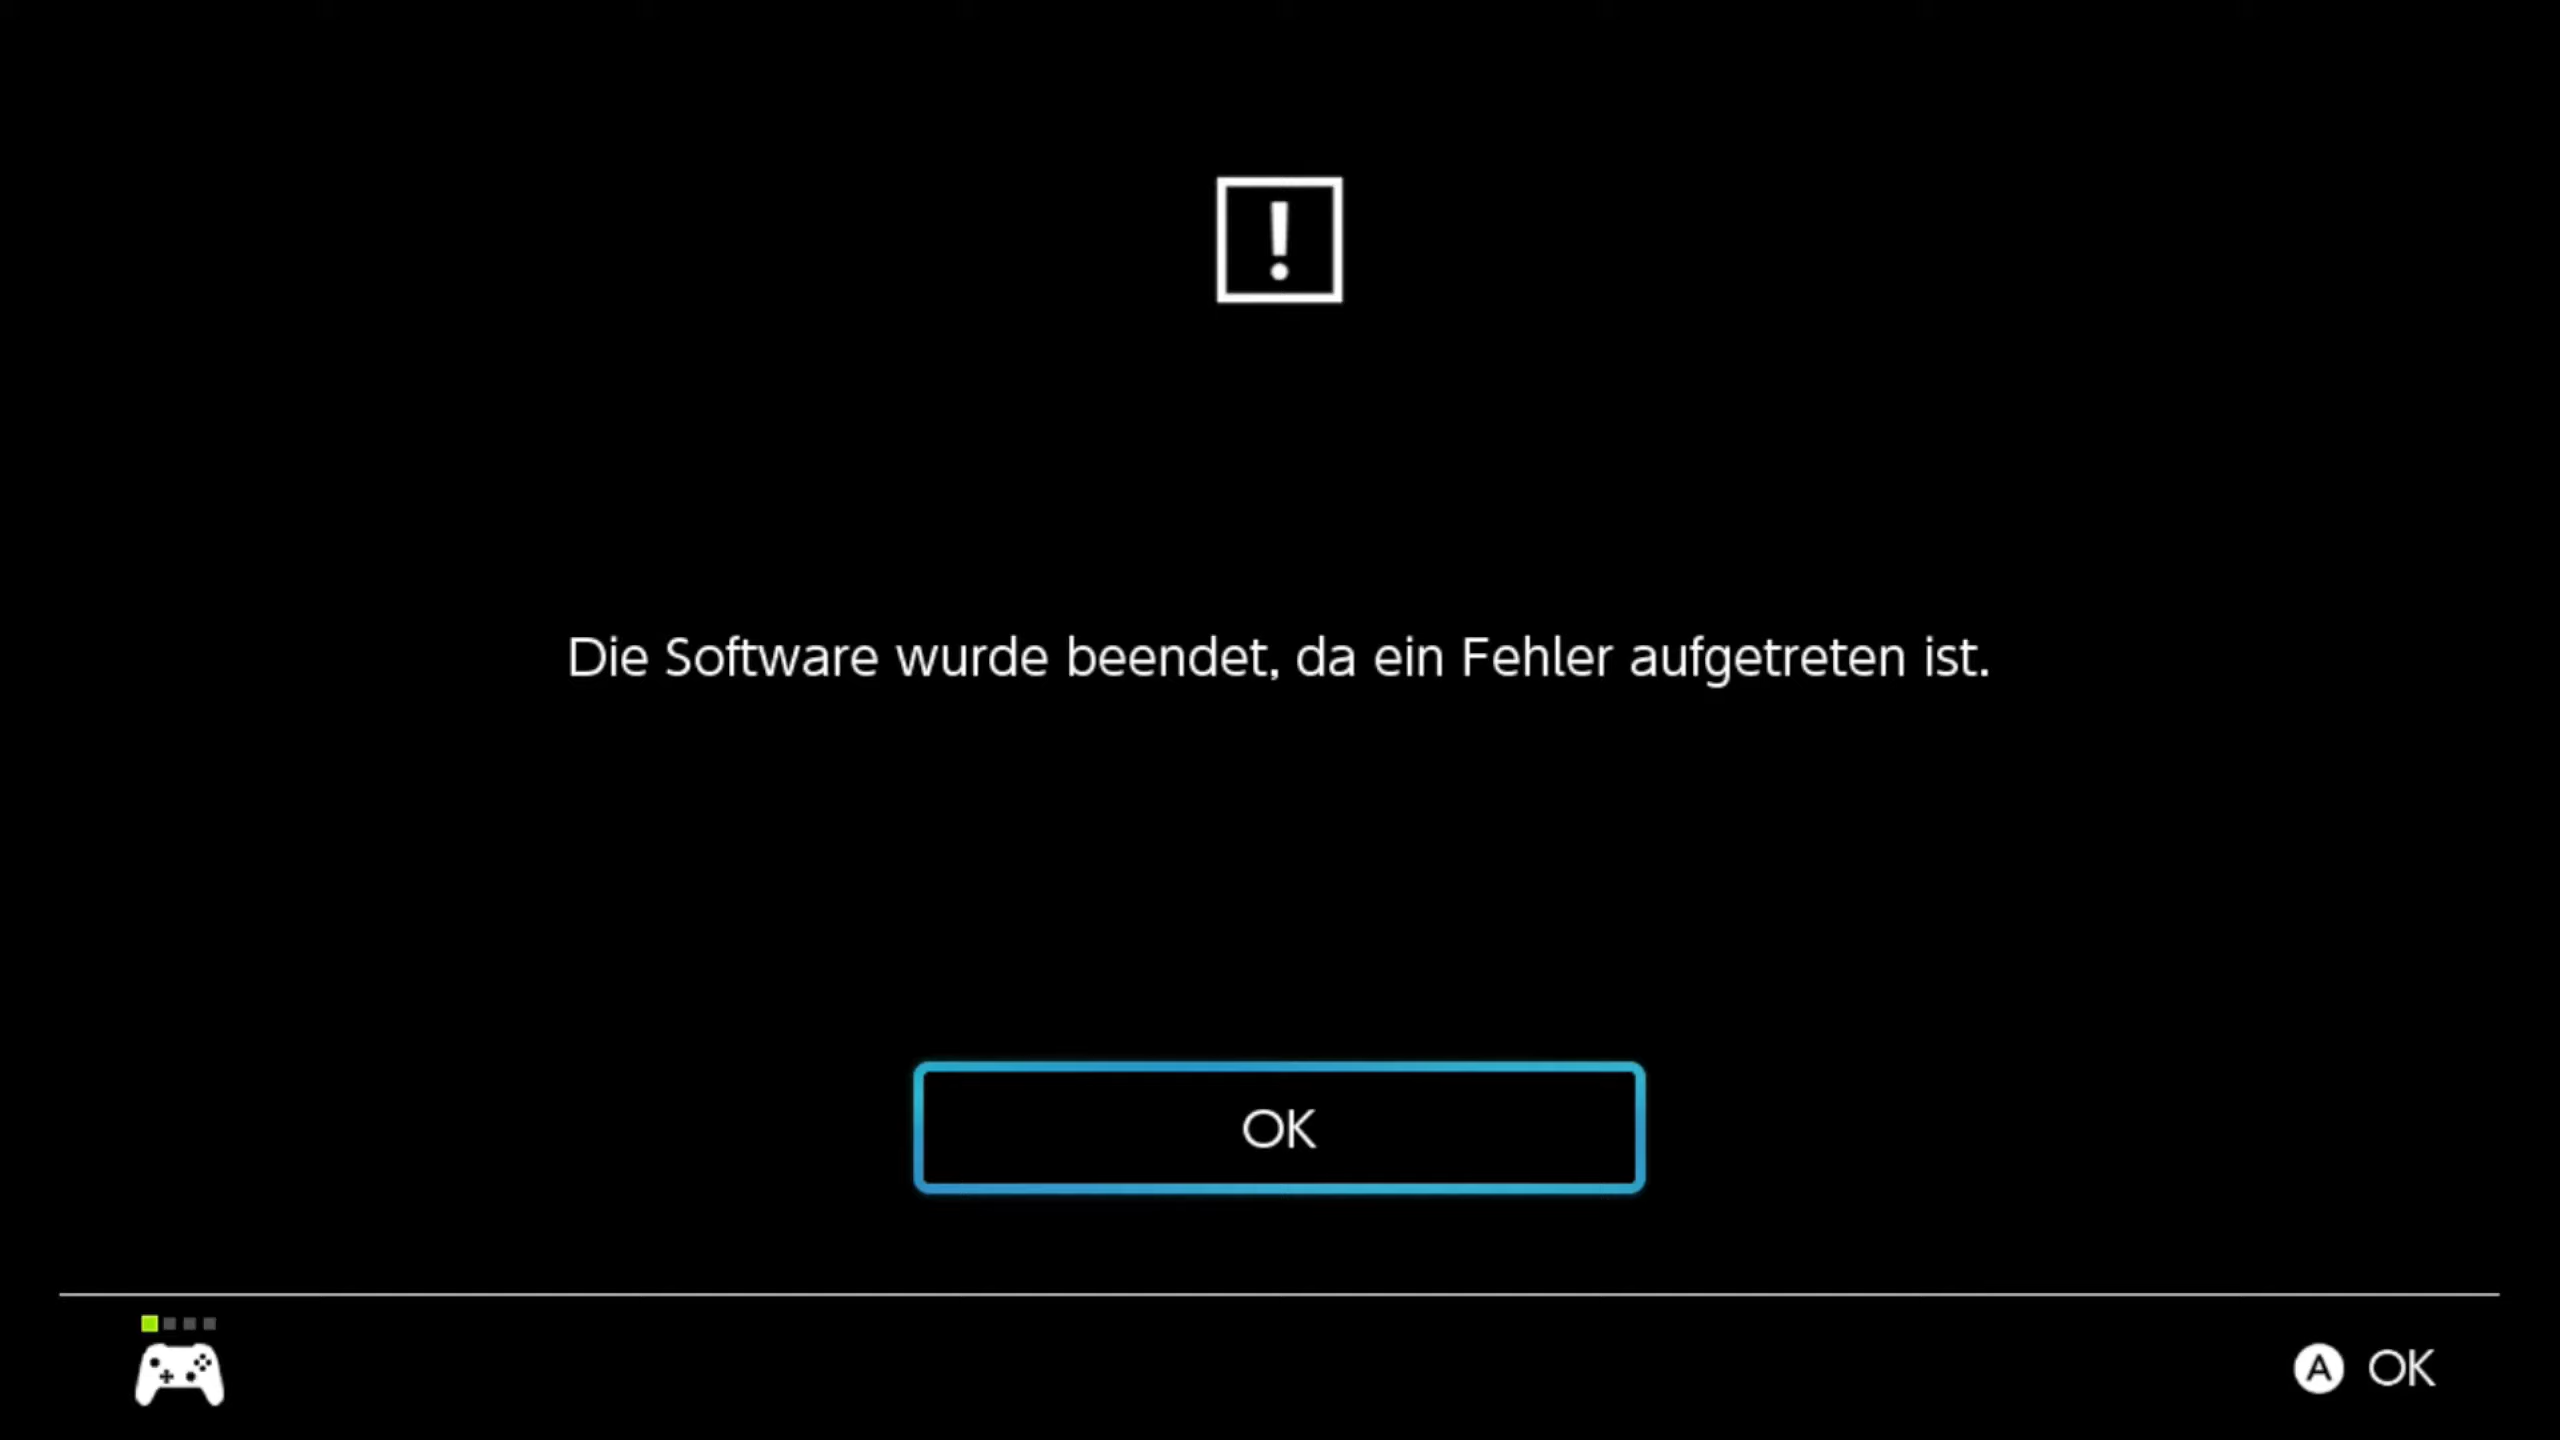 !
Die Software wurde beendet, da ein Fehler aufgetreten ist.
OK
A OK